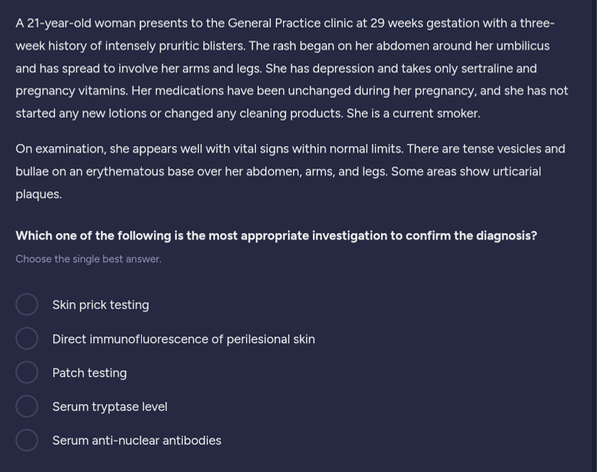 A 21-year-old woman presents to the General Practice clinic at 29 weeks gestation with a three-
week history of intensely pruritic blisters. The rash began on her abdomen around her umbilicus
and has spread to involve her arms and legs. She has depression and takes only sertraline and
pregnancy vitamins. Her medications have been unchanged during her pregnancy, and she has not
started any new lotions or changed any cleaning products. She is a current smoker.
On examination, she appears well with vital signs within normal limits. There are tense vesicles and
bullae on an erythematous base over her abdomen, arms, and legs. Some areas show urticarial
plaques.
Which one of the following is the most appropriate investigation to confirm the diagnosis?
Choose the single best answer.
Skin prick testing
Direct immunofluorescence of perilesional skin
Patch testing
Serum tryptase level
Serum anti-nuclear antibodies